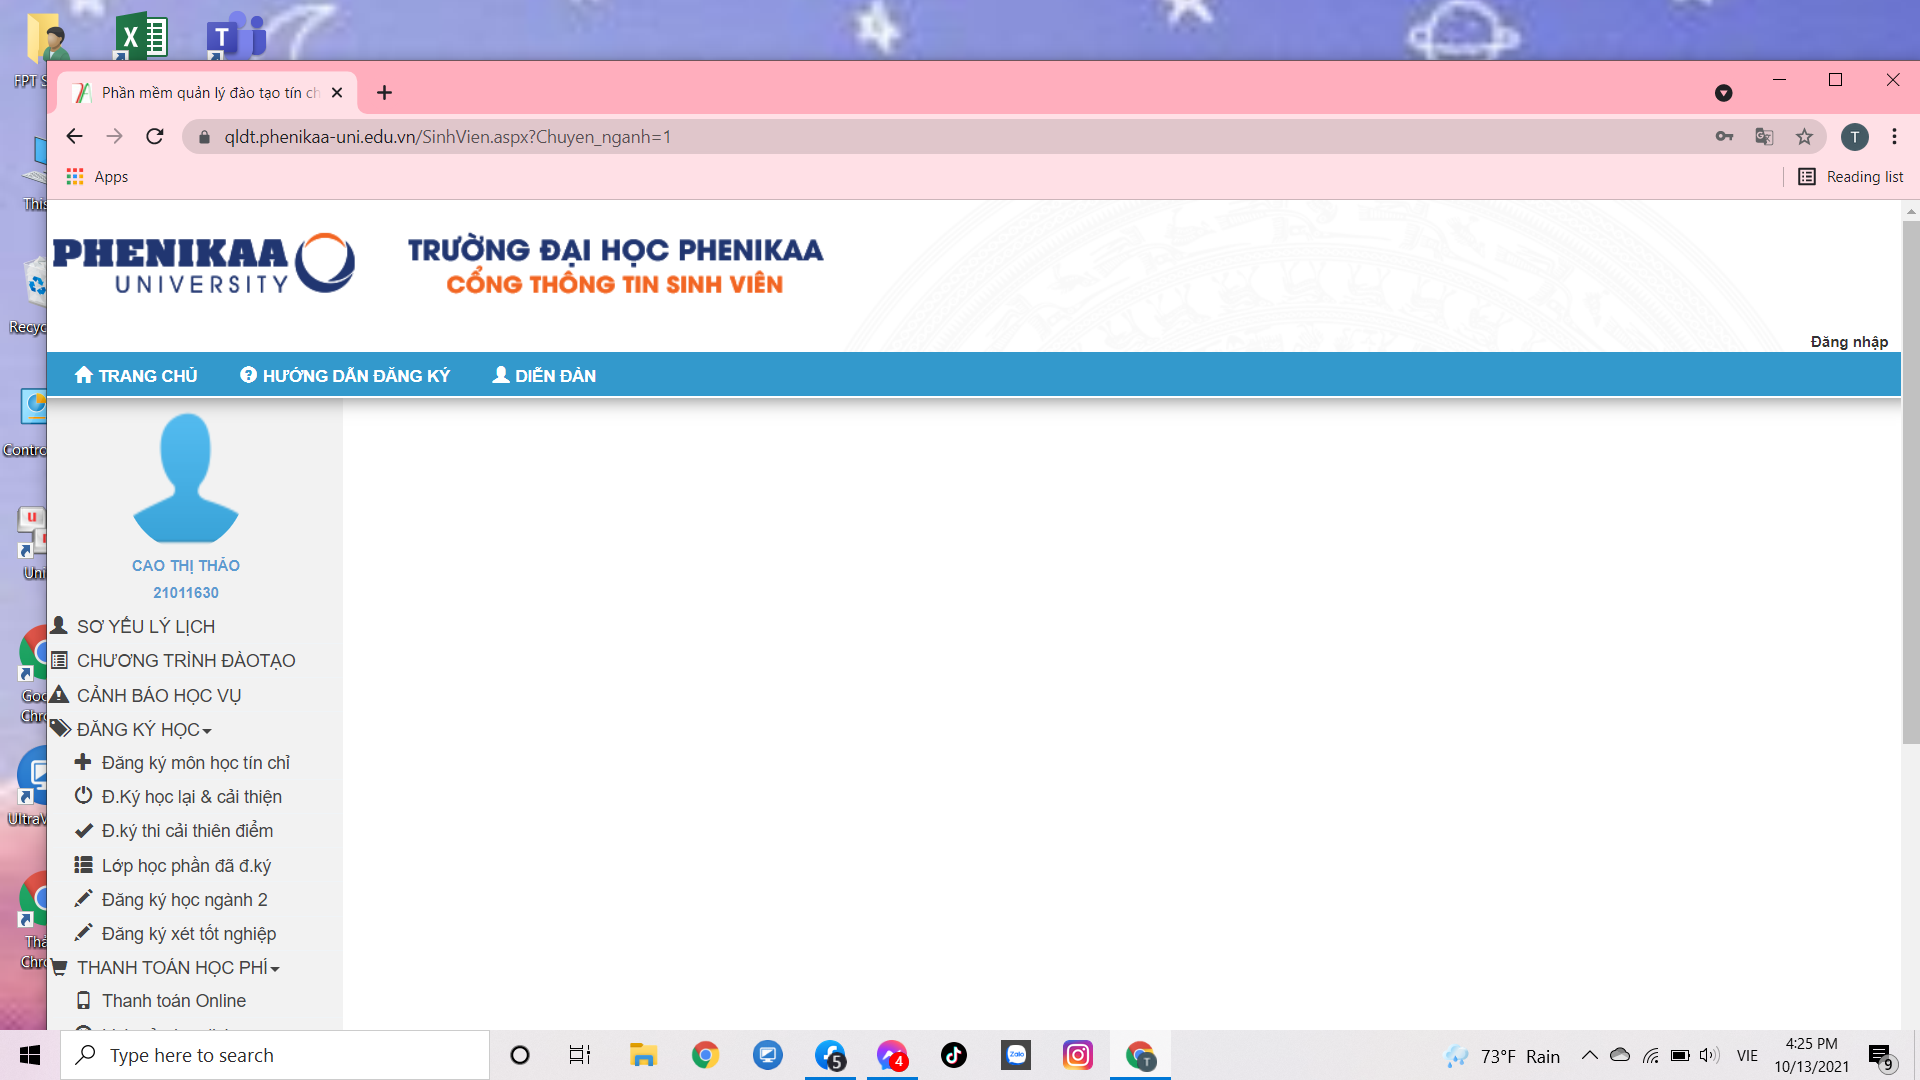 FPT S
This
Recyc
Contro
Uni
Goo
Chro
UltraV
Thả
Chro
Phần mềm quản lý đào tạo tín ch
qldt.phenikaa-uni.edu.vn/SinhVien.aspx?Chuyen_nganh=1
T
Apps
Reading list
PHENIKAA
UNIVERSITY
TRƯỜNG ĐẠI HỌC PHENIKAA
CỔNG THÔNG TIN SINH VIÊN
Đăng nhập
TRANG CHỦ HƯỚNG DẪN ĐĂNG KÝ DIỄN ĐÀN
CAO THỊ THẢO
21011630
SƠ YẾU LÝ LỊCH
CHƯƠNG TRÌNH ĐÀOTẠO
CẢNH BÁO HỌC VỤ
ĐĂNG KÝ HỌC
Đăng ký môn học tín chỉ
Đ.Ký học lại & cải thiện
Đ.ký thi cải thiên điểm
Lớp học phần đã đ.ký
Đăng ký học ngành 2
Đăng ký xét tốt nghiệp
THANH TOÁN HỌC PHÍ
Thanh toán Online
Type here to search
5
4
Zalo
T
73°F Rain
VIE
4:25 PM
10/13/2021
9